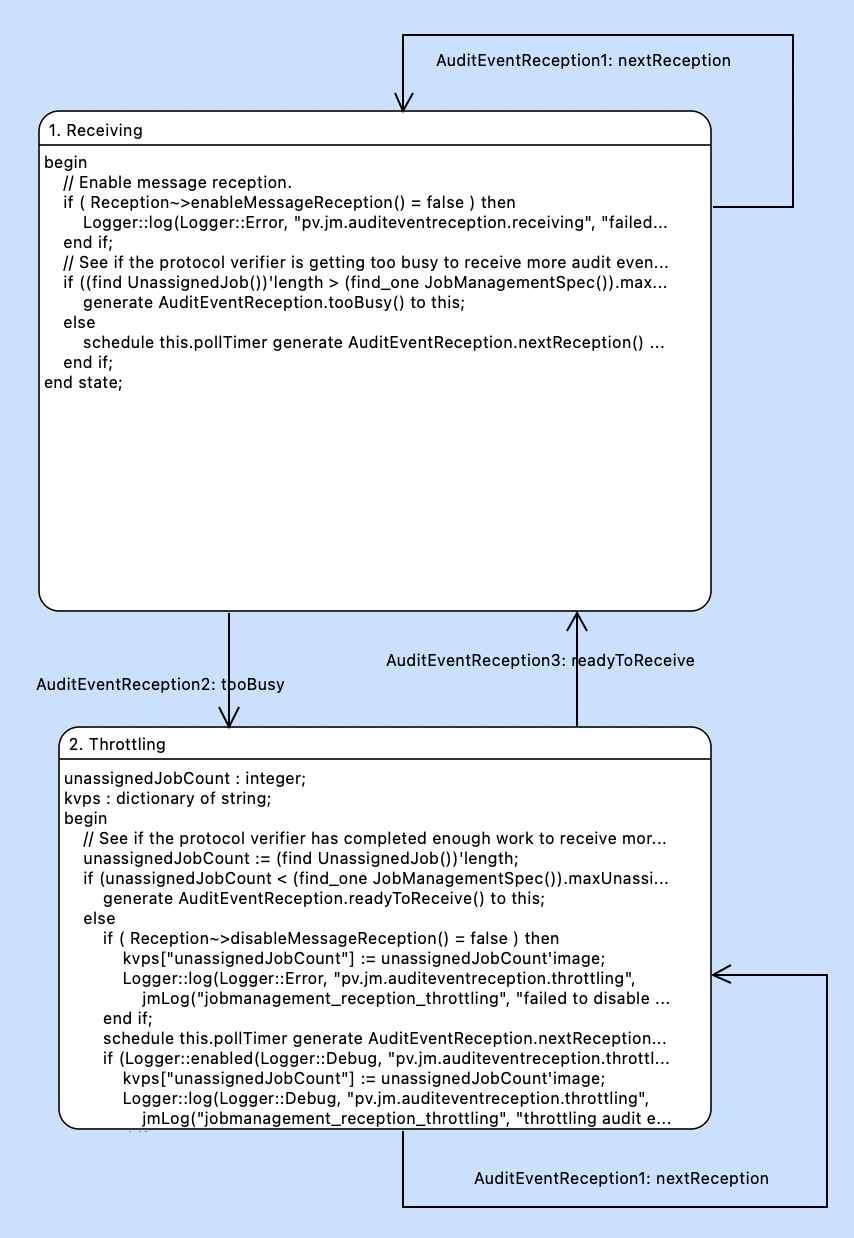 AuditEventReception1: nextReception
1. Receiving
begin
// Enable message reception.
if ( Reception~>enableMessageReception() = false ) then
Logger::log(Logger::Error, "pv.jm.auditeventreception.receiving", "failed...
end if;
// See if the protocol verifier is getting too busy to receive more audit even...
if ((find UnassignedJob())'length > (find_one JobManagementSpec()).max...
generate AuditEventReception.tooBusy() to this;
else
schedule this.pollTimer generate AuditEventReception.nextReception() ...
end if;
end state;
AuditEventReception3: readyToReceive
AuditEventReception2: tooBusy
2. Throttling
unassignedJobCount : integer;
kvps : dictionary of string;
begin
// See if the protocol verifier has completed enough work to receive mor...
unassignedJobCount := (find UnassignedJob())'length;
if (unassignedJobCount < (find_one JobManagementSpec()).maxUnassi...
generate AuditEventReception.readyToReceive() to this;
else
if ( Reception~>disableMessageReception() = false ) then
kvps["unassignedJobCount"] := unassignedJobCount'image;
Logger::log(Logger::Error, "pv.jm.auditeventreception.throttling",
jmLog("jobmanagement_reception_throttling", "failed to disable ...
end if;
schedule this.pollTimer generate AuditEventReception.nextReception...
if (Logger::enabled(Logger::Debug, "pv.jm.auditeventreception.throttl...
kvps["unassignedJobCount"] := unassignedJobCount'image;
Logger::log(Logger::Debug, "pv.jm.auditeventreception.throttling",
jmLog("jobmanagement_reception_throttling", "throttling audit e...
AuditEventReception1: nextReception